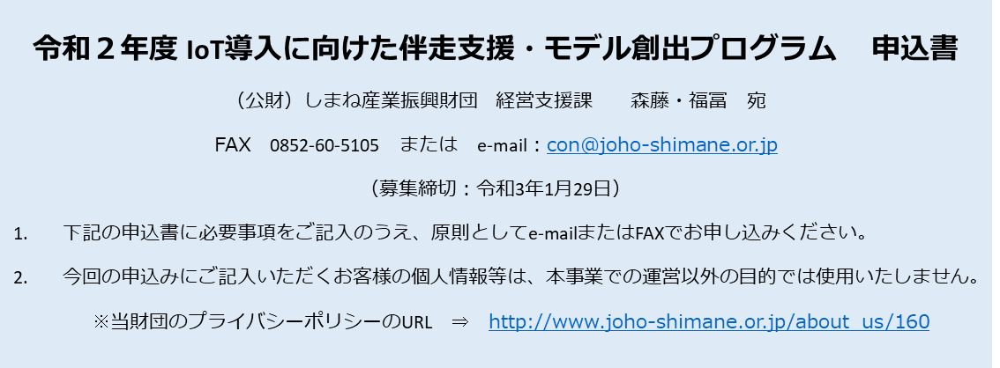 令和２年度 IoT導入に向けた伴走支援・モデル創出プログラム　申込書
（公財）しまね産業振興財団　経営支援課　　森藤・福冨　宛
FAX　0852-60-5105　または　e-mail：con@joho-shimane.or.jp
（募集締切：令和3年1月29日）
1.　下記の申込書に必要事項をご記入のうえ、原則としてe-mailまたはFAXでお申し込みください。
2.　今回の申込みにご記入いただくお客様の個人情報等は、本事業での運営以外の目的では使用いたしません。
※当財団のプライバシーポリシーのURL　⇒　http://www.joho-shimane.or.jp/about_us/160